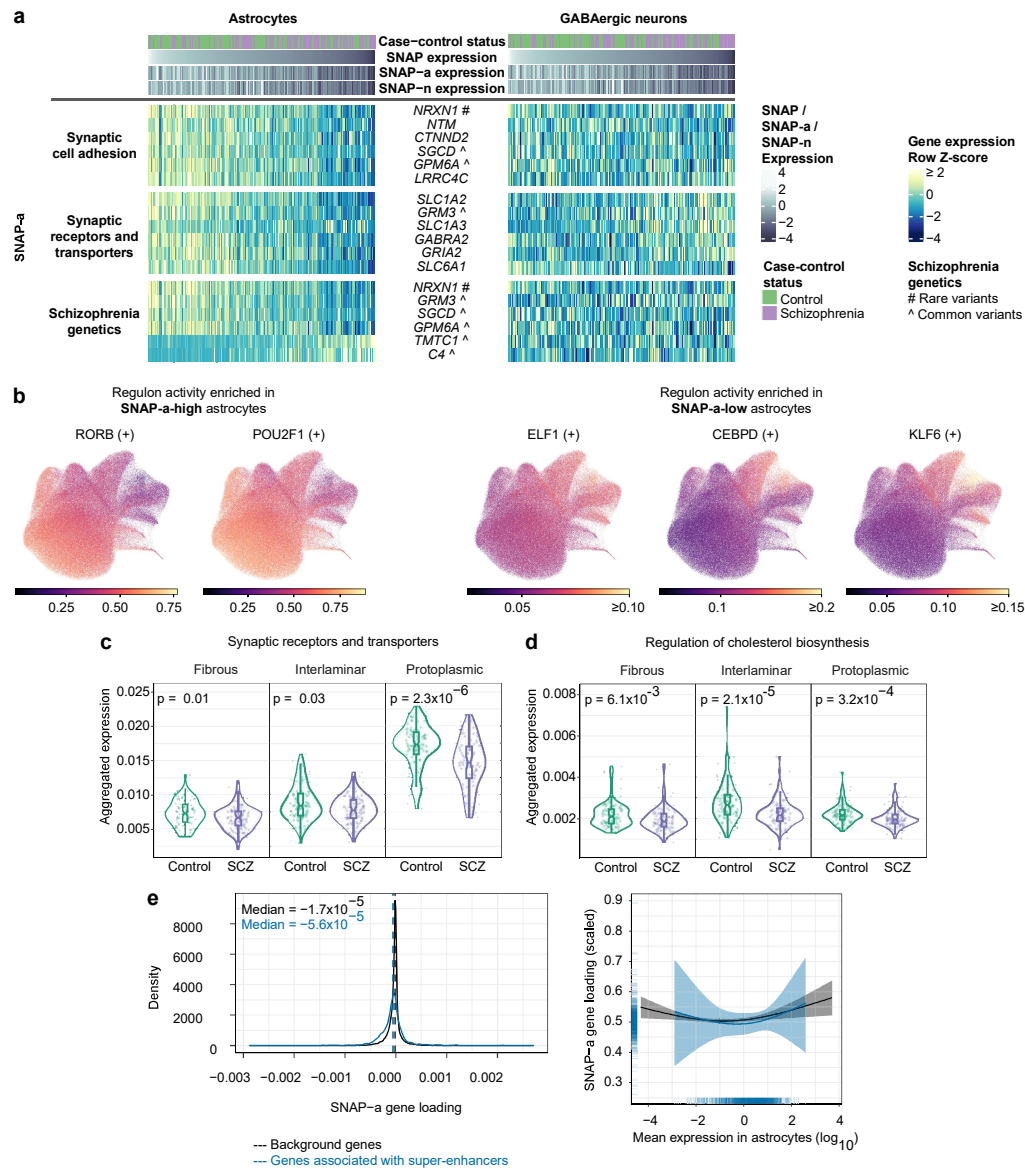 a
Astrocytes
GABAergic neurons
Case−control status
SNAP expression
SNAP−a expression
SNAP−n expression
SNAP−a
Synaptic
cell adhesion
NRXN1 #
NTM
CTNND2
SGCD ^
GPM6A ^
LRRC4C
Synaptic
receptors and
transporters
SLC1A2
GRM3 ^
SLC1A3
GABRA2
GRIA2
SLC6A1
Schizophrenia
genetics
NRXN1 #
GRM3 ^
SGCD ^
GPM6A ^
TMTC1 ^
C4 ^
SNAP /
SNAP-a /
SNAP-n
Expression
4
2
0
−2
−4
Gene expression
Row Z-score
≥ 2
0
−2
−4
Case-control
status
Control
Schizophrenia
Schizophrenia
genetics
# Rare variants
^ Common variants
b
Regulon activity enriched in
SNAP-a-high astrocytes
Regulon activity enriched in
SNAP-a-low astrocytes
RORB (+)
POU2F1 (+)
ELF1 (+)
CEBPD (+)
KLF6 (+)
0.25 0.50 0.75
0.25 0.50 0.75
0.05 ≥0.10
0.1 ≥0.2
0.05 0.10 ≥0.15
c
Synaptic receptors and transporters
Fibrous Interlaminar Protoplasmic
p = 0.01
p = 0.03
p = 2.3x10−6
Aggregated expression
0.025
0.020
0.015
0.010
0.005
Control SCZ Control SCZ Control SCZ
d
Regulation of cholesterol biosynthesis
Fibrous Interlaminar Protoplasmic
p = 6.1x10−3
p = 2.1x10−5
p = 3.2x10−4
Aggregated expression
0.008
0.006
0.004
0.002
Control SCZ Control SCZ Control SCZ
e
Median = −1.7x10−5
Median = −5.6x10−5
Density
8000
6000
4000
2000
0
−0.003 −0.002 −0.001 0.000 0.001 0.002
SNAP−a gene loading
--- Background genes
--- Genes associated with super-enhancers
SNAP−a gene loading (scaled)
0.9
0.8
0.7
0.6
0.5
0.4
0.3
−4 −2 0 2 4
Mean expression in astrocytes (log10)